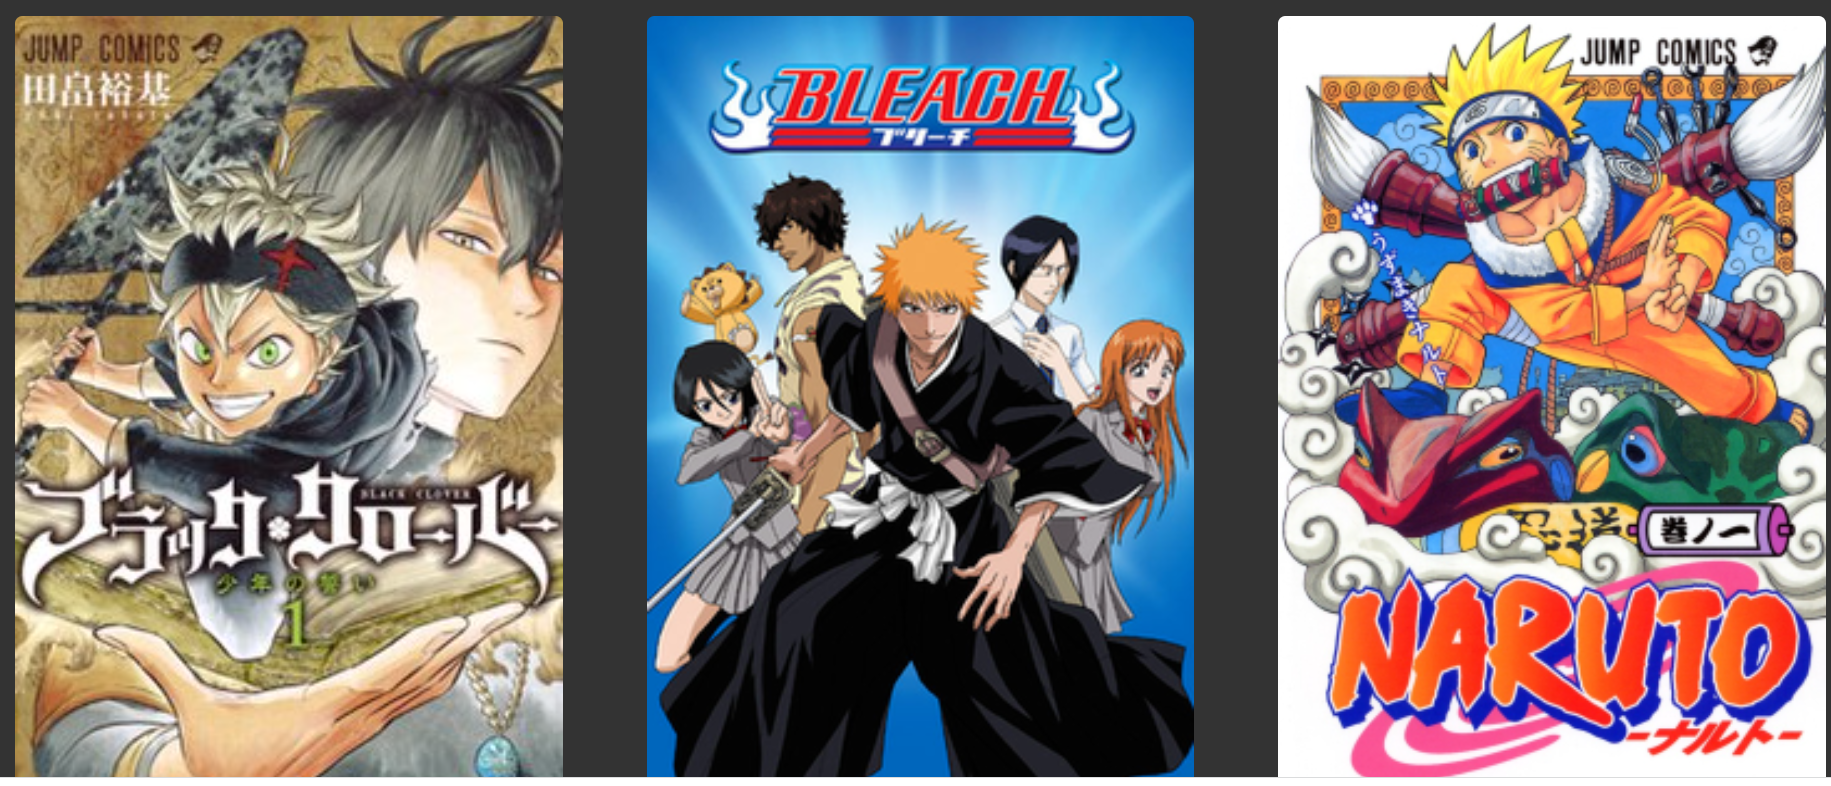 JUMP COMICS
田畠裕基
ブラック❃クローバー
BLACK CLOVER
少年の誓い
1
BLEACH
ブリーチ
JUMP COMICS
うずまきナルト
巻ノ一
NARUTO
-ナルト-